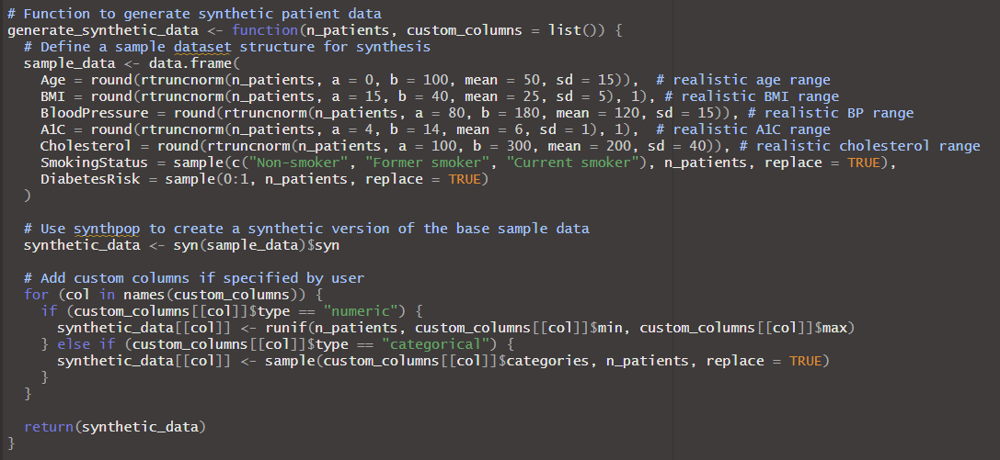 # Function to generate synthetic patient data
generate_synthetic_data <- function(n_patients, custom_columns = list()) {
  # Define a sample dataset structure for synthesis
  sample_data <- data.frame(
    Age = round(rtruncnorm(n_patients, a = 0, b = 100, mean = 50, sd = 15)),  # realistic age range
    BMI = round(rtruncnorm(n_patients, a = 15, b = 40, mean = 25, sd = 5), 1), # realistic BMI range
    BloodPressure = round(rtruncnorm(n_patients, a = 80, b = 180, mean = 120, sd = 15)), # realistic BP range
    A1C = round(rtruncnorm(n_patients, a = 4, b = 14, mean = 6, sd = 1), 1),  # realistic A1C range
    Cholesterol = round(rtruncnorm(n_patients, a = 100, b = 300, mean = 200, sd = 40)), # realistic cholesterol range
    SmokingStatus = sample(c("Non-smoker", "Former smoker", "Current smoker"), n_patients, replace = TRUE),
    DiabetesRisk = sample(0:1, n_patients, replace = TRUE)
  )
  # Use synthpop to create a synthetic version of the base sample data
  synthetic_data <- syn(sample_data)$syn
  # Add custom columns if specified by user
  for (col in names(custom_columns)) {
    if (custom_columns[[col]]$type == "numeric") {
      synthetic_data[[col]] <- runif(n_patients, custom_columns[[col]]$min, custom_columns[[col]]$max)
    } else if (custom_columns[[col]]$type == "categorical") {
      synthetic_data[[col]] <- sample(custom_columns[[col]]$categories, n_patients, replace = TRUE)
    }
  }
  return(synthetic_data)
}